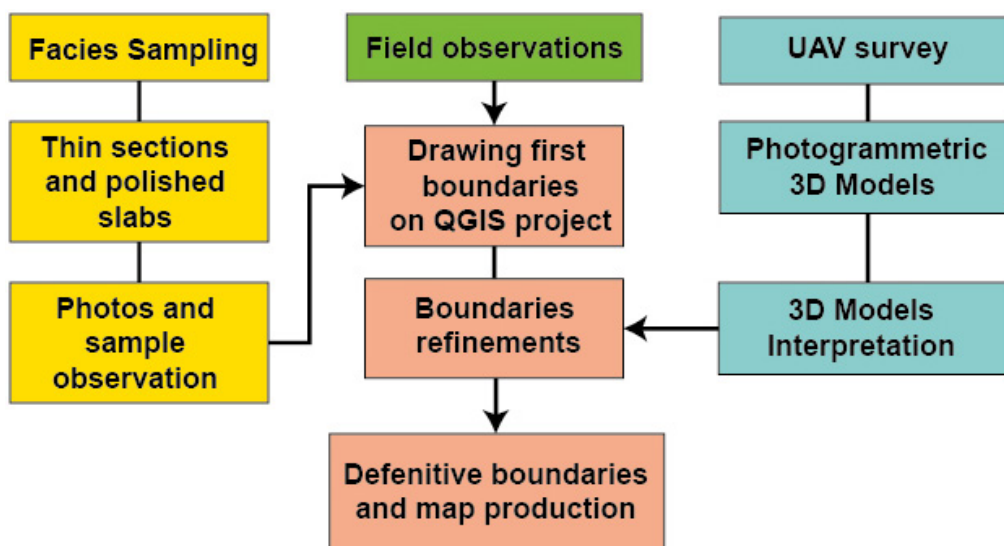 Facies Sampling
Thin sections
and polished
slabs
Photos and
sample
observation
Field observations
Drawing first
boundaries
on QGIS project
Boundaries
refinements
Defenitive boundaries
and map production
UAV survey
Photogrammetric
3D Models
3D Models
Interpretation